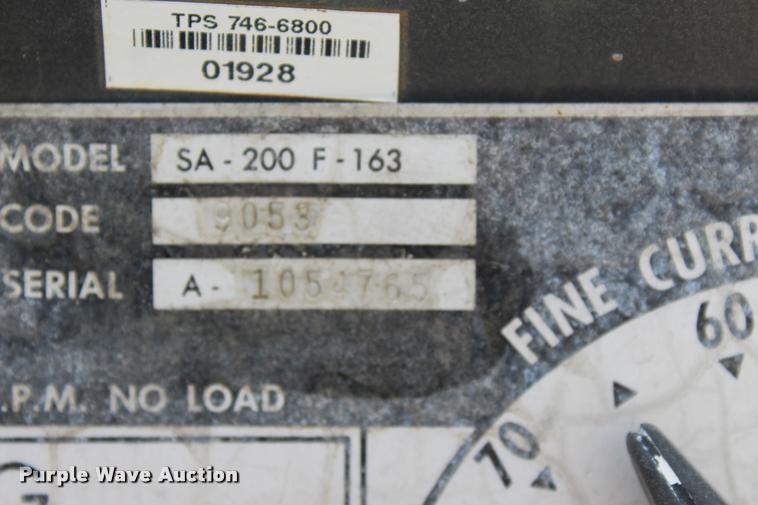 TPS 746-6800
01928
MODEL SA - 200 F - 163
CODE 9053
SERIAL A - 1054765
FINE CURR
60
70
.P.M. NO LOAD
G
Purple Wave Auction